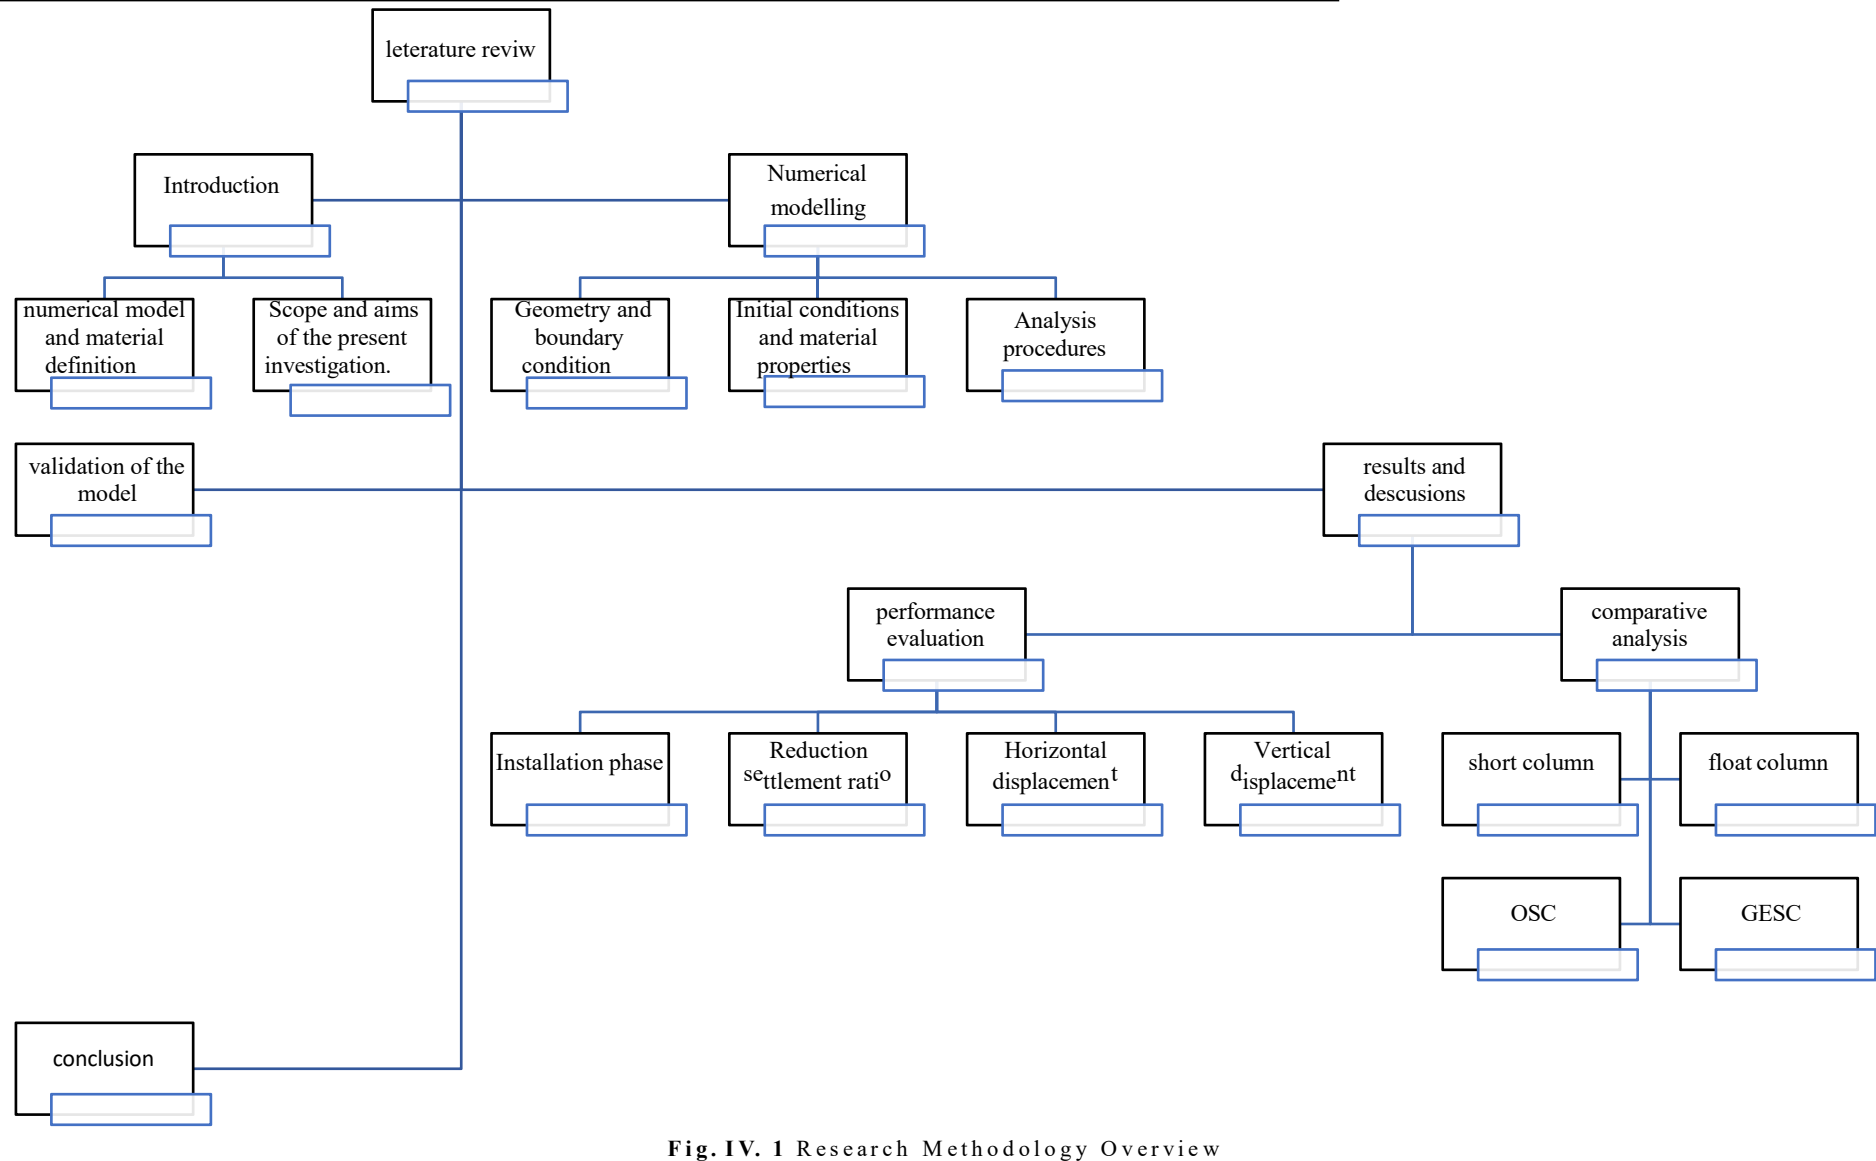 leterature reviw
Introduction
Numerical
modelling
numerical model
and material
definition
Scope and aims
of the present
investigation.
Geometry and
boundary
condition
Initial conditions
and material
properties
Analysis
procedures
validation of the
model
results and
descusions
performance
evaluation
comparative
analysis
Installation phase
Reduction
settlement ratio
Horizontal
displacement
Vertical
displacement
short column
float column
OSC
GESC
conclusion
Fig. IV. 1 Research Methodology Overview